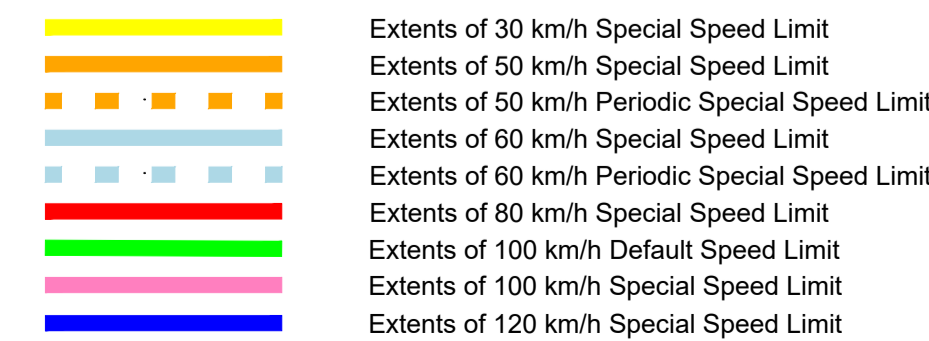 Extents of 30 km/h Special Speed Limit
Extents of 50 km/h Special Speed Limit
Extents of 50 km/h Periodic Special Speed Limit
Extents of 60 km/h Special Speed Limit
Extents of 60 km/h Periodic Special Speed Limit
Extents of 80 km/h Special Speed Limit
Extents of 100 km/h Default Speed Limit
Extents of 100 km/h Special Speed Limit
Extents of 120 km/h Special Speed Limit